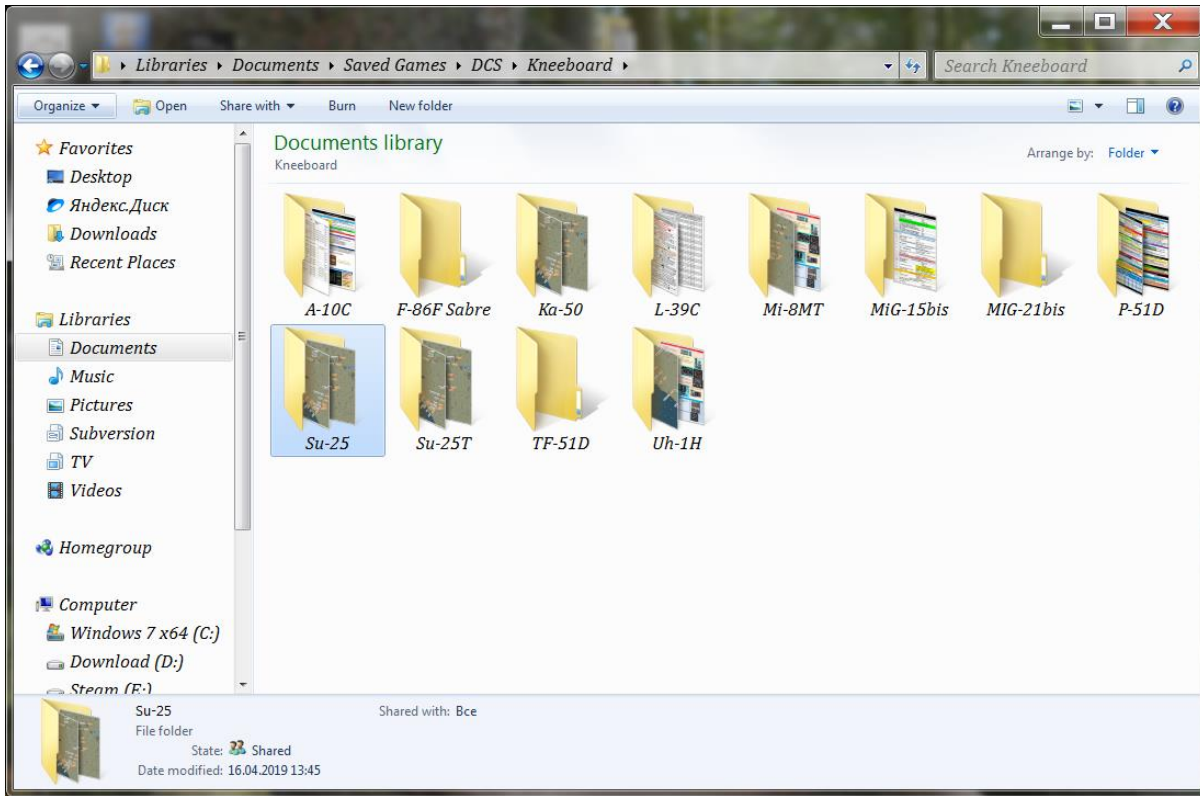 Libraries ▸ Documents ▸ Saved Games ▸ DCS ▸ Kneeboard ▸
Search Kneeboard
Organize Open Share with Burn New folder
Favorites
Desktop
Яндекс.Диск
Downloads
Recent Places
Libraries
Documents
Music
Pictures
Subversion
TV
Videos
Homegroup
Computer
Windows 7 x64 (C:)
Download (D:)
Steam (E:)
Documents library
Kneeboard
Arrange by: Folder
A-10C F-86F Sabre Ka-50 L-39C Mi-8MT MiG-15bis MIG-21bis P-51D
Su-25 Su-25T TF-51D Uh-1H
Su-25 Shared with: Все
File folder
State: Shared
Date modified: 16.04.2019 13:45